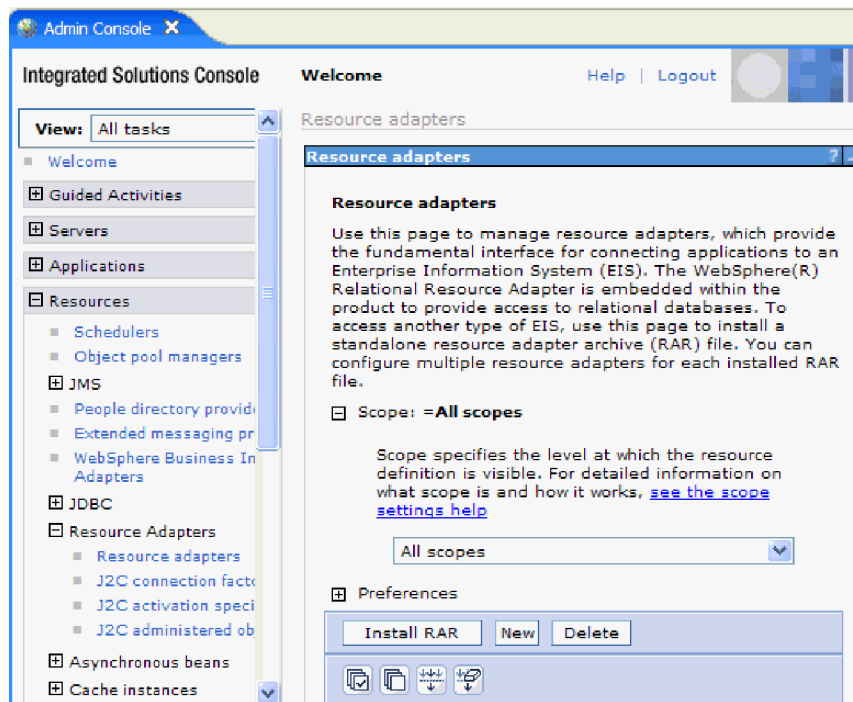 Admin Console
Integrated Solutions Console
Welcome
Help | Logout
View: All tasks
Welcome
Guided Activities
Servers
Applications
Resources
Schedulers
Object pool managers
JMS
People directory provid
Extended messaging pr
WebSphere Business In
Adapters
JDBC
Resource Adapters
Resource adapters
J2C connection facto
J2C activation speci
J2C administered ob
Asynchronous beans
Cache instances
Resource adapters
Resource adapters ?
Resource adapters
Use this page to manage resource adapters, which provide
the fundamental interface for connecting applications to an
Enterprise Information System (EIS). The WebSphere(R)
Relational Resource Adapter is embedded within the
product to provide access to relational databases. To
access another type of EIS, use this page to install a
standalone resource adapter archive (RAR) file. You can
configure multiple resource adapters for each installed RAR
file.
Scope: =All scopes
Scope specifies the level at which the resource
definition is visible. For detailed information on
what scope is and how it works, see the scope
settings help
All scopes
Preferences
Install RAR
New
Delete